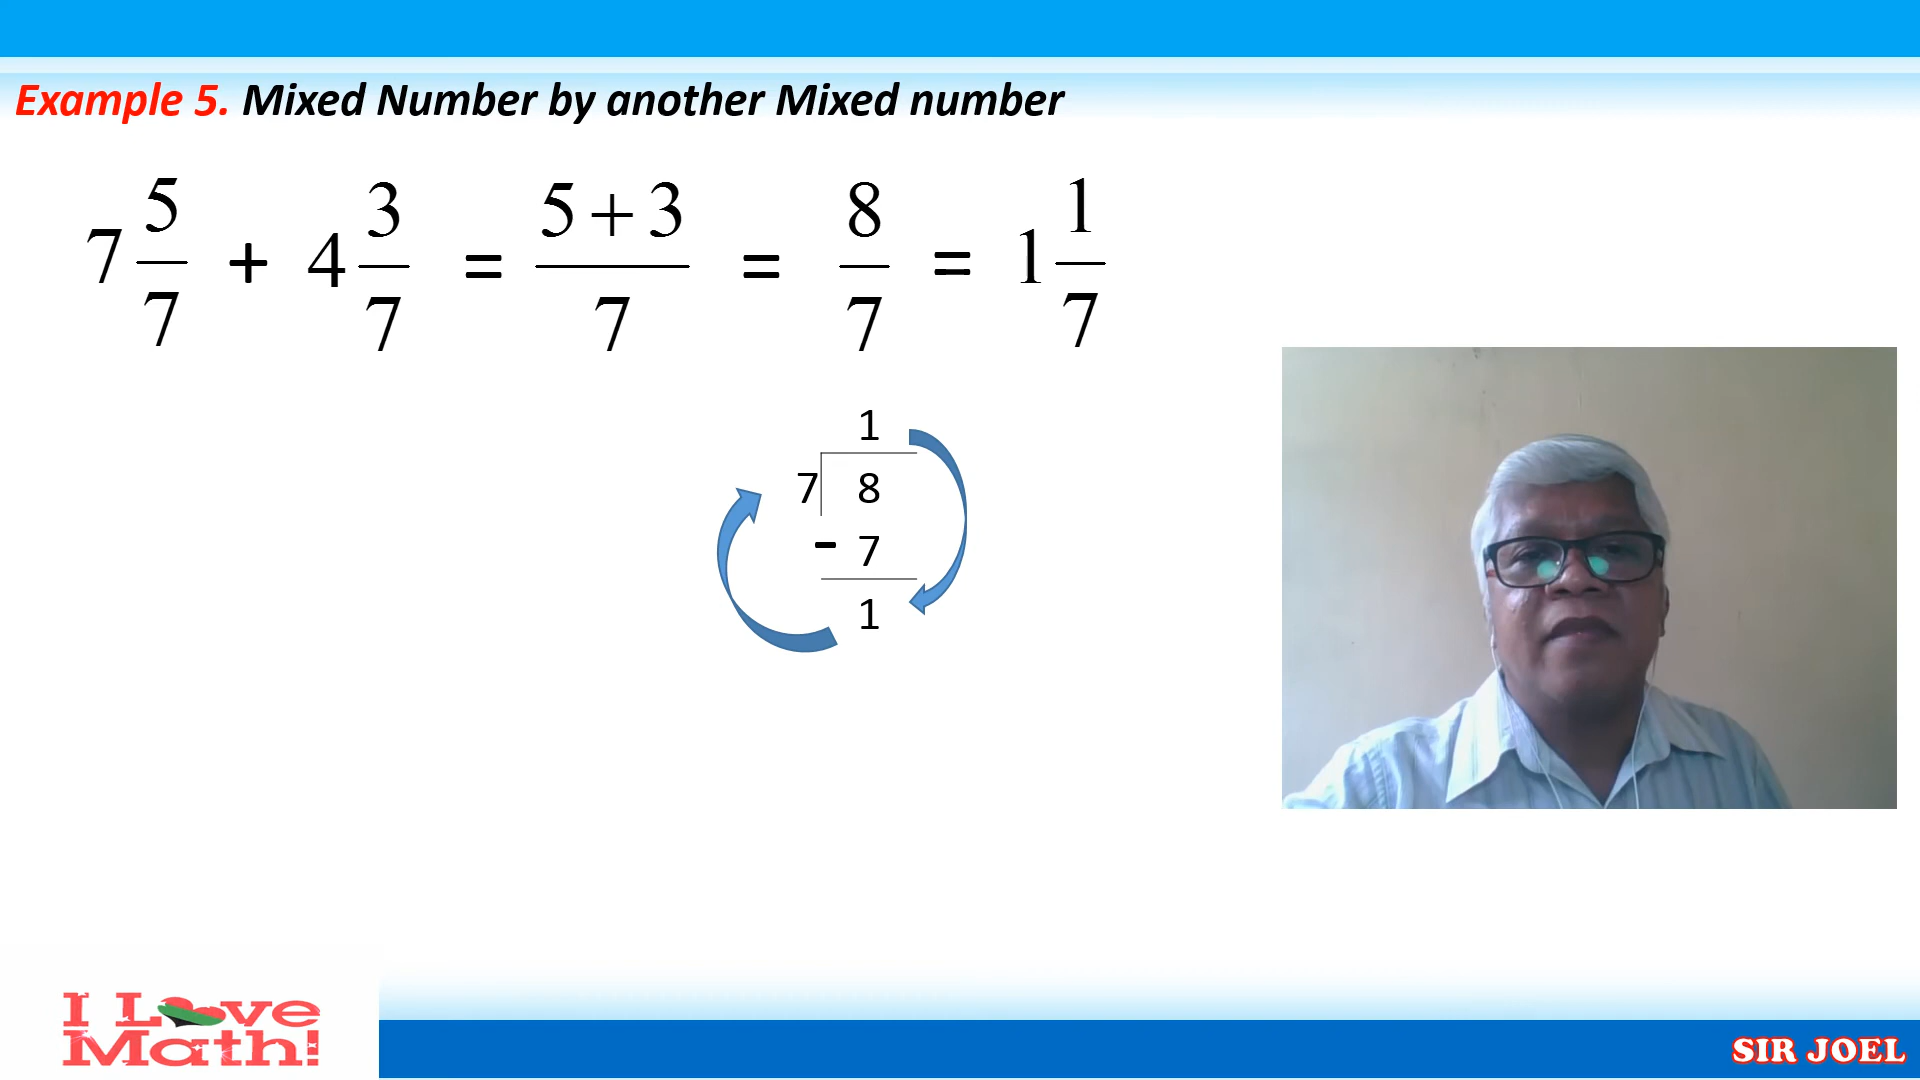 Example 5. Mixed Number by another Mixed number
7 5/7 + 4 3/7 = 5+3/7 = 8/7 = 1 1/7
1
7 8
- 7
1
I Love
Math!
SIR JOEL